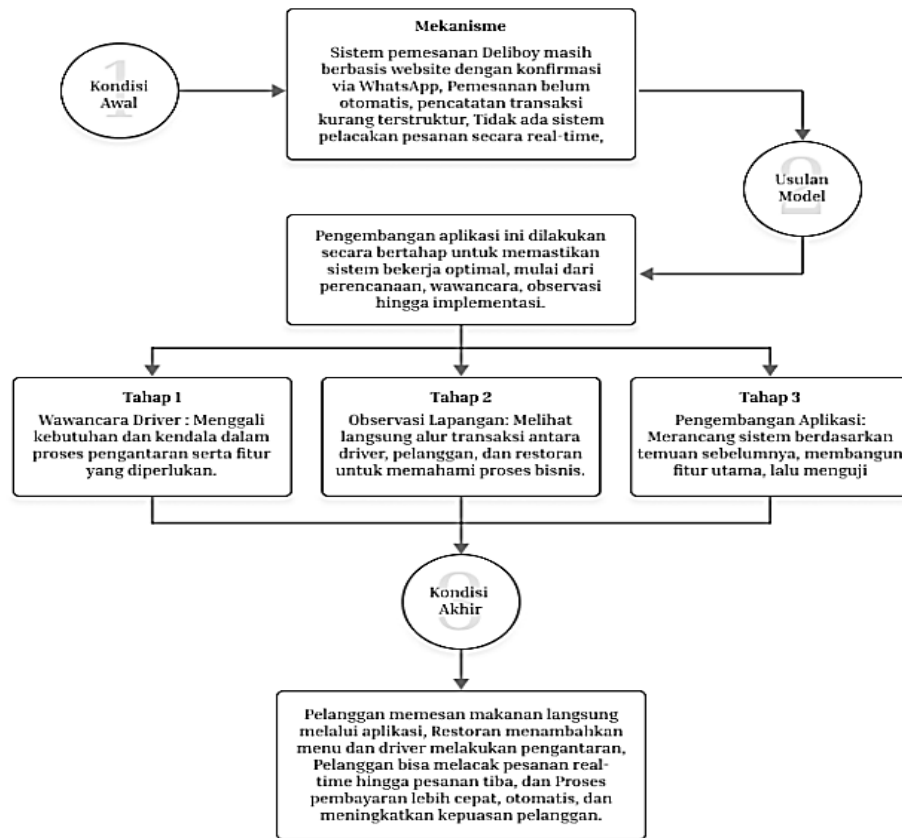 Mekanisme
Sistem pemesanan Deliboy masih
berbasis website dengan konfirmasi
via WhatsApp, Pemesanan belum
otomatis, pencatatan transaksi
kurang terstruktur, Tidak ada sistem
pelacakan pesanan secara real-time,
1
Kondisi
Awal
2
Usulan
Model
Pengembangan aplikasi ini dilakukan
secara bertahap untuk memastikan
sistem bekerja optimal, mulai dari
perencanaan, wawancara, observasi
hingga implementasi.
Tahap 1
Wawancara Driver : Menggali
kebutuhan dan kendala dalam
proses pengantaran serta fitur
yang diperlukan.
Tahap 2
Observasi Lapangan: Melihat
langsung alur transaksi antara
driver, pelanggan, dan restoran
untuk memahami proses bisnis.
Tahap 3
Pengembangan Aplikasi:
Merancang sistem berdasarkan
temuan sebelumnya, membangun
fitur utama, lalu menguji
3
Kondisi
Akhir
Pelanggan memesan makanan langsung
melalui aplikasi, Restoran menambahkan
menu dan driver melakukan pengantaran,
Pelanggan bisa melacak pesanan real-
time hingga pesanan tiba, dan Proses
pembayaran lebih cepat, otomatis, dan
meningkatkan kepuasan pelanggan.